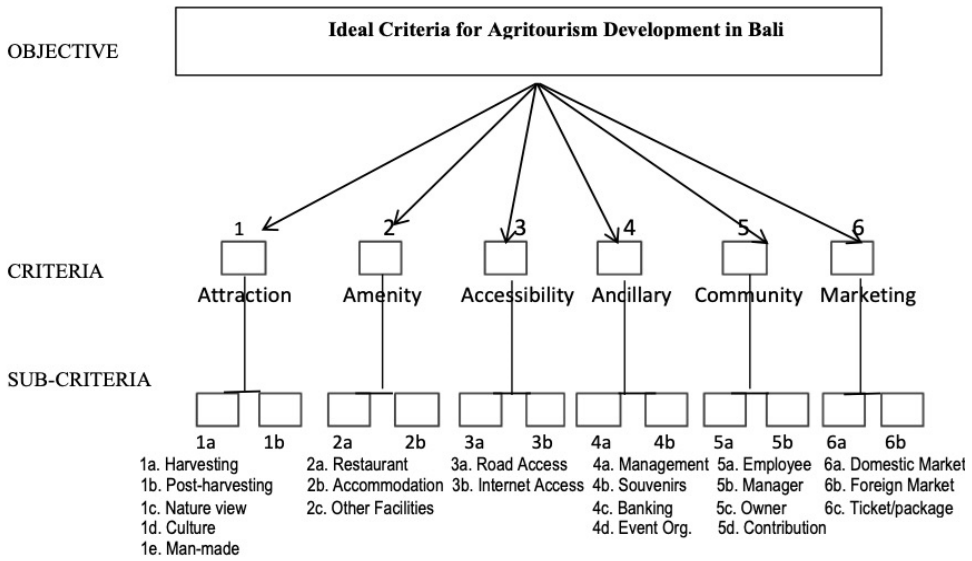 Ideal Criteria for Agritourism Development in Bali
OBJECTIVE
1 2 3 4 5 6
CRITERIA
Attraction Amenity Accessibility Ancillary Community Marketing
SUB-CRITERIA
1a 1b 2a 2b 3a 3b 4a 4b 5a 5b 6a 6b
1a. Harvesting
1b. Post-harvesting
1c. Nature view
1d. Culture
1e. Man-made
2a. Restaurant
2b. Accommodation
2c. Other Facilities
3a. Road Access
3b. Internet Access
4a. Management
4b. Souvenirs
4c. Banking
4d. Event Org.
5a. Employee
5b. Manager
5c. Owner
5d. Contribution
6a. Domestic Market
6b. Foreign Market
6c. Ticket/package